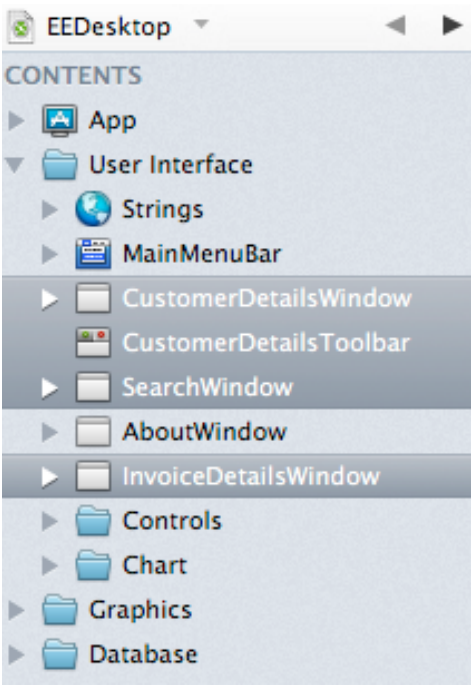 EEDesktop
CONTENTS
App
User Interface
Strings
MainMenuBar
CustomerDetailsWindow
CustomerDetailsToolbar
SearchWindow
AboutWindow
InvoiceDetailsWindow
Controls
Chart
Graphics
Database